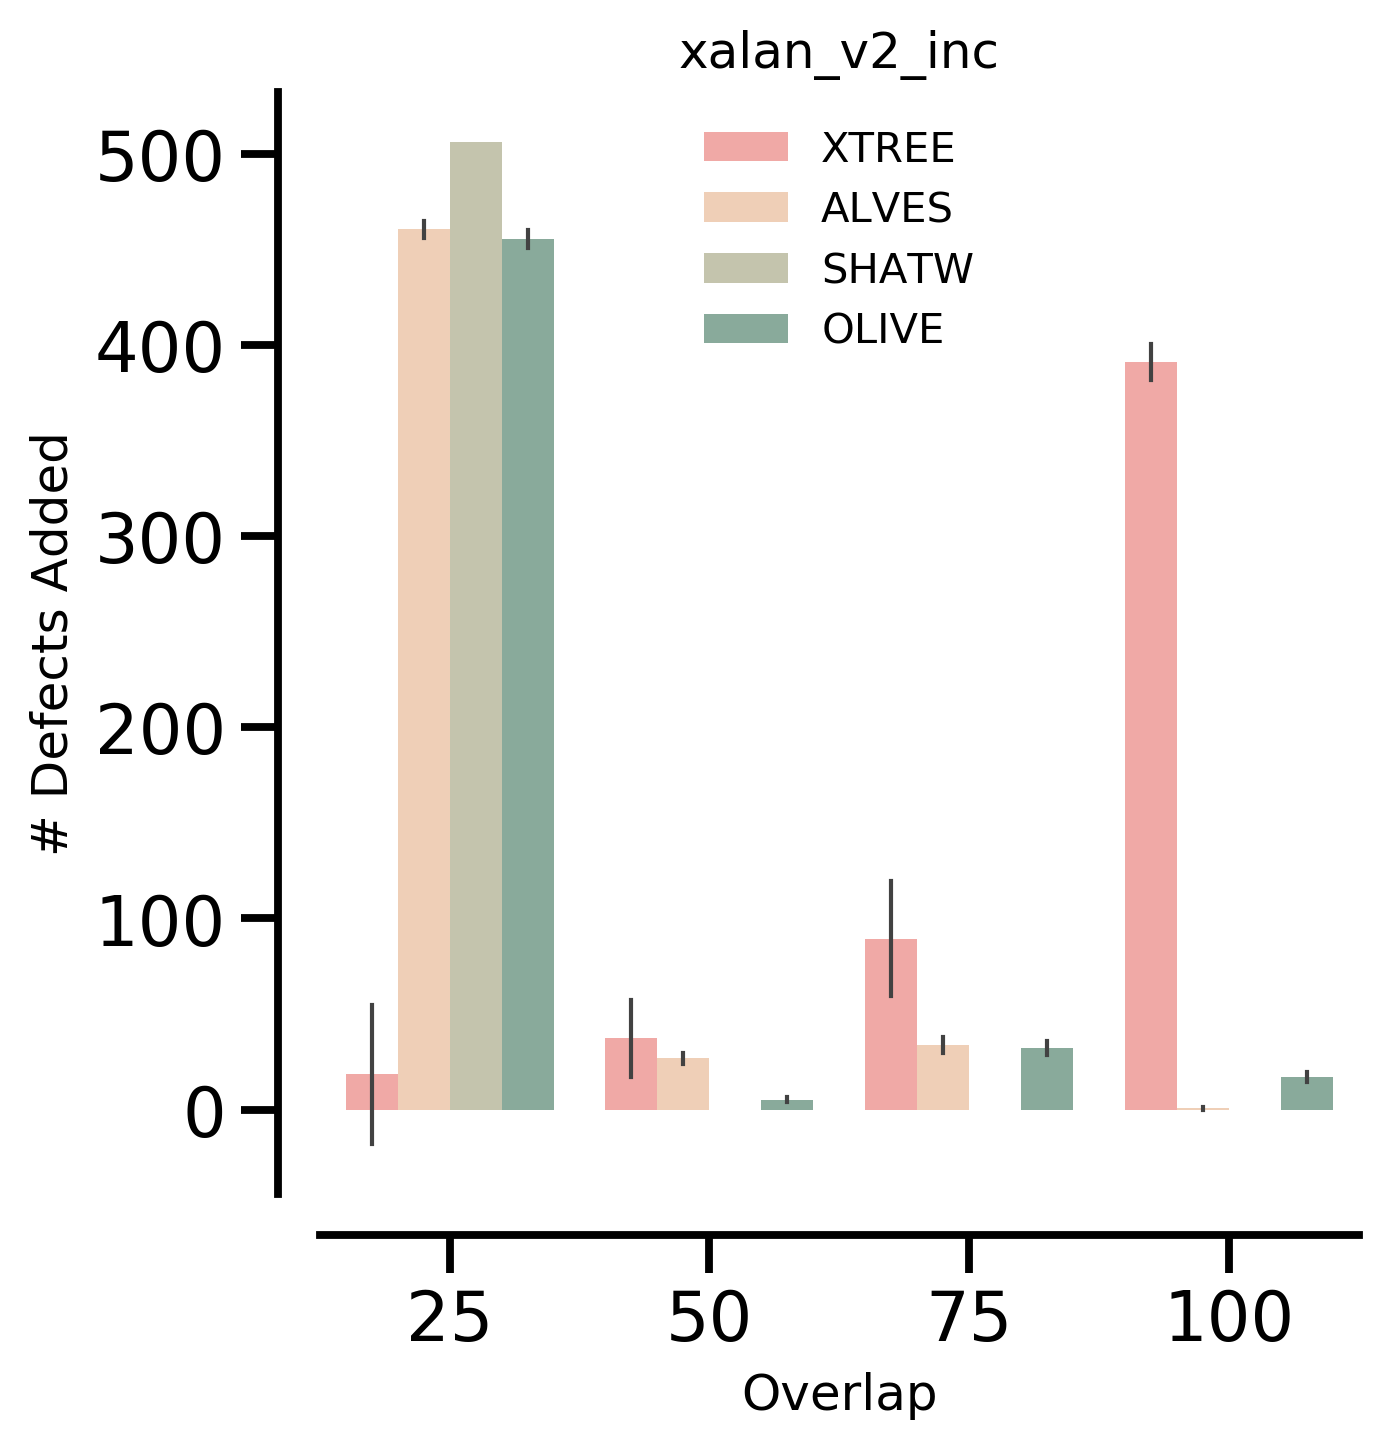 xalan_v2_inc
XTREE
ALVES
SHATW
OLIVE
# Defects Added
500
400
300
200
100
0
25 50 75 100
Overlap